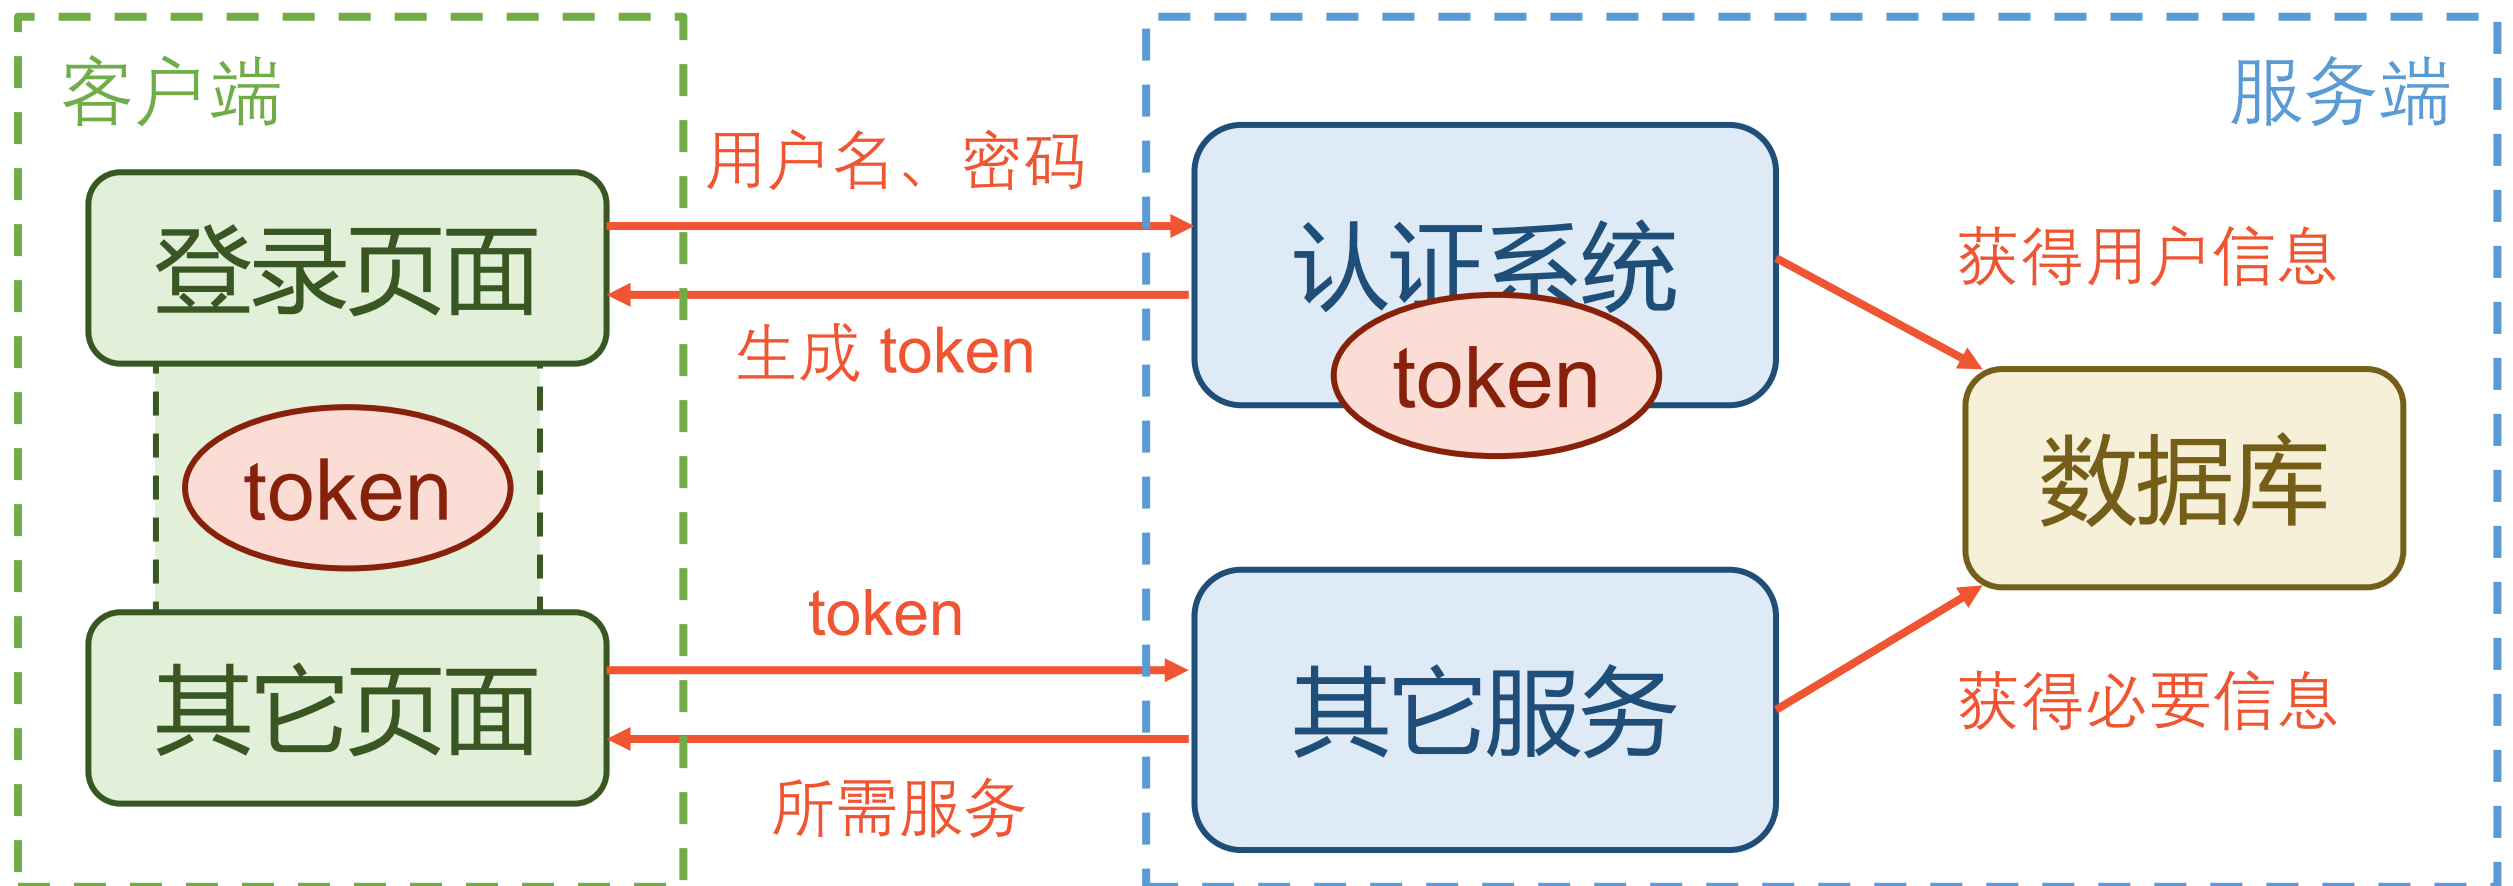 客户端
服务端
用户名、密码
登录页面
认证系统
获得用户信息
生成 token
token
token
数据库
token
其它页面
其它服务
获得必要信息
所需服务